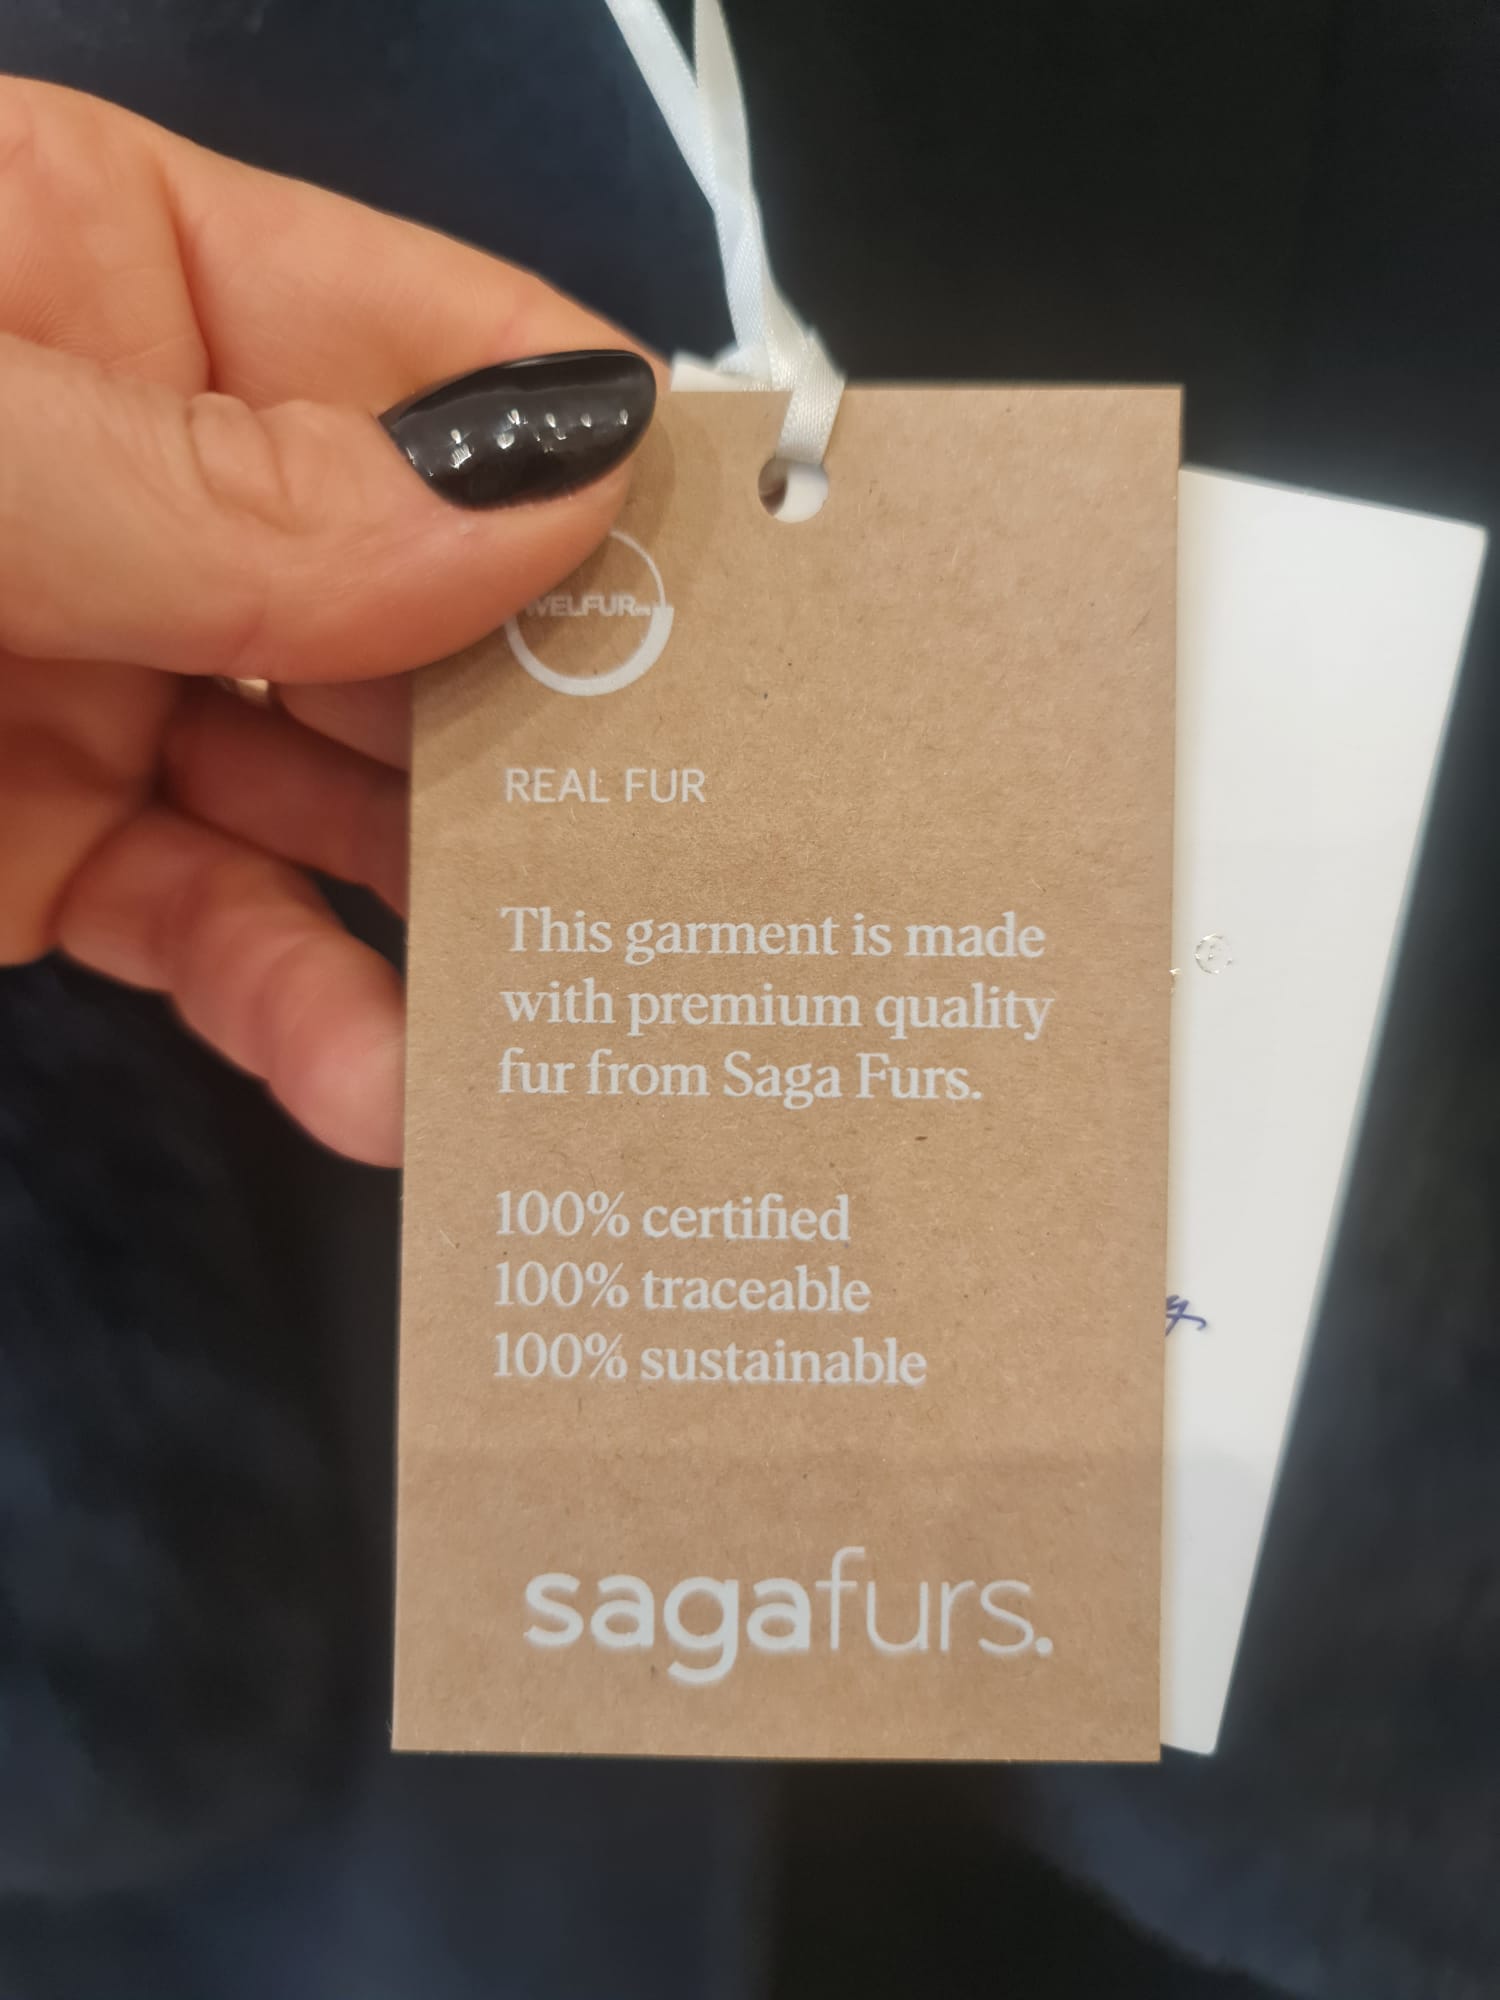 WELFUR
REAL FUR
This garment is made
with premium quality
fur from Saga Furs.
100% certified
100% traceable
100% sustainable
sagafurs.